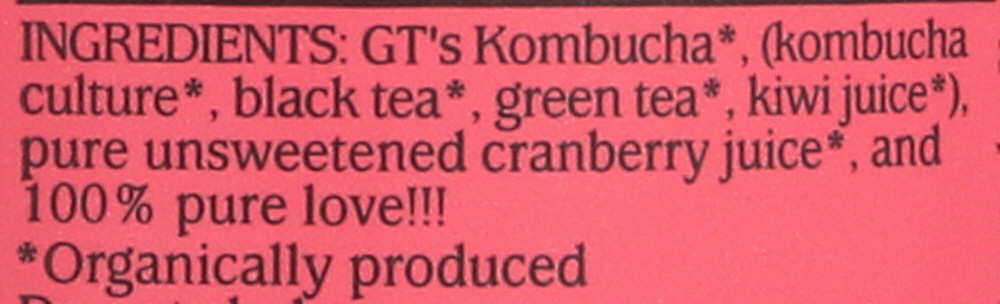 INGREDIENTS: GT's Kombucha*, (kombucha
culture*, black tea*, green tea*, kiwi juice*),
pure unsweetened cranberry juice*, and
100% pure love!!!
*Organically produced